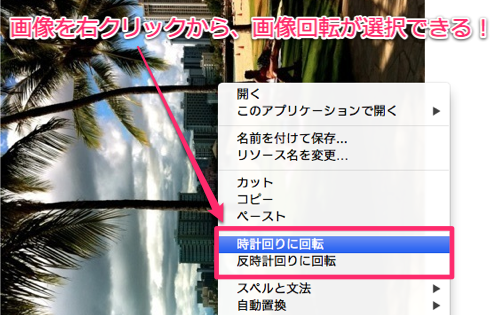 画像を右クリックから、画像回転が選択できる！
開く
このアプリケーションで開く
名前を付けて保存...
リソース名を変更...
カット
コピー
ペースト
時計回りに回転
反時計回りに回転
スペルと文法
自動置換